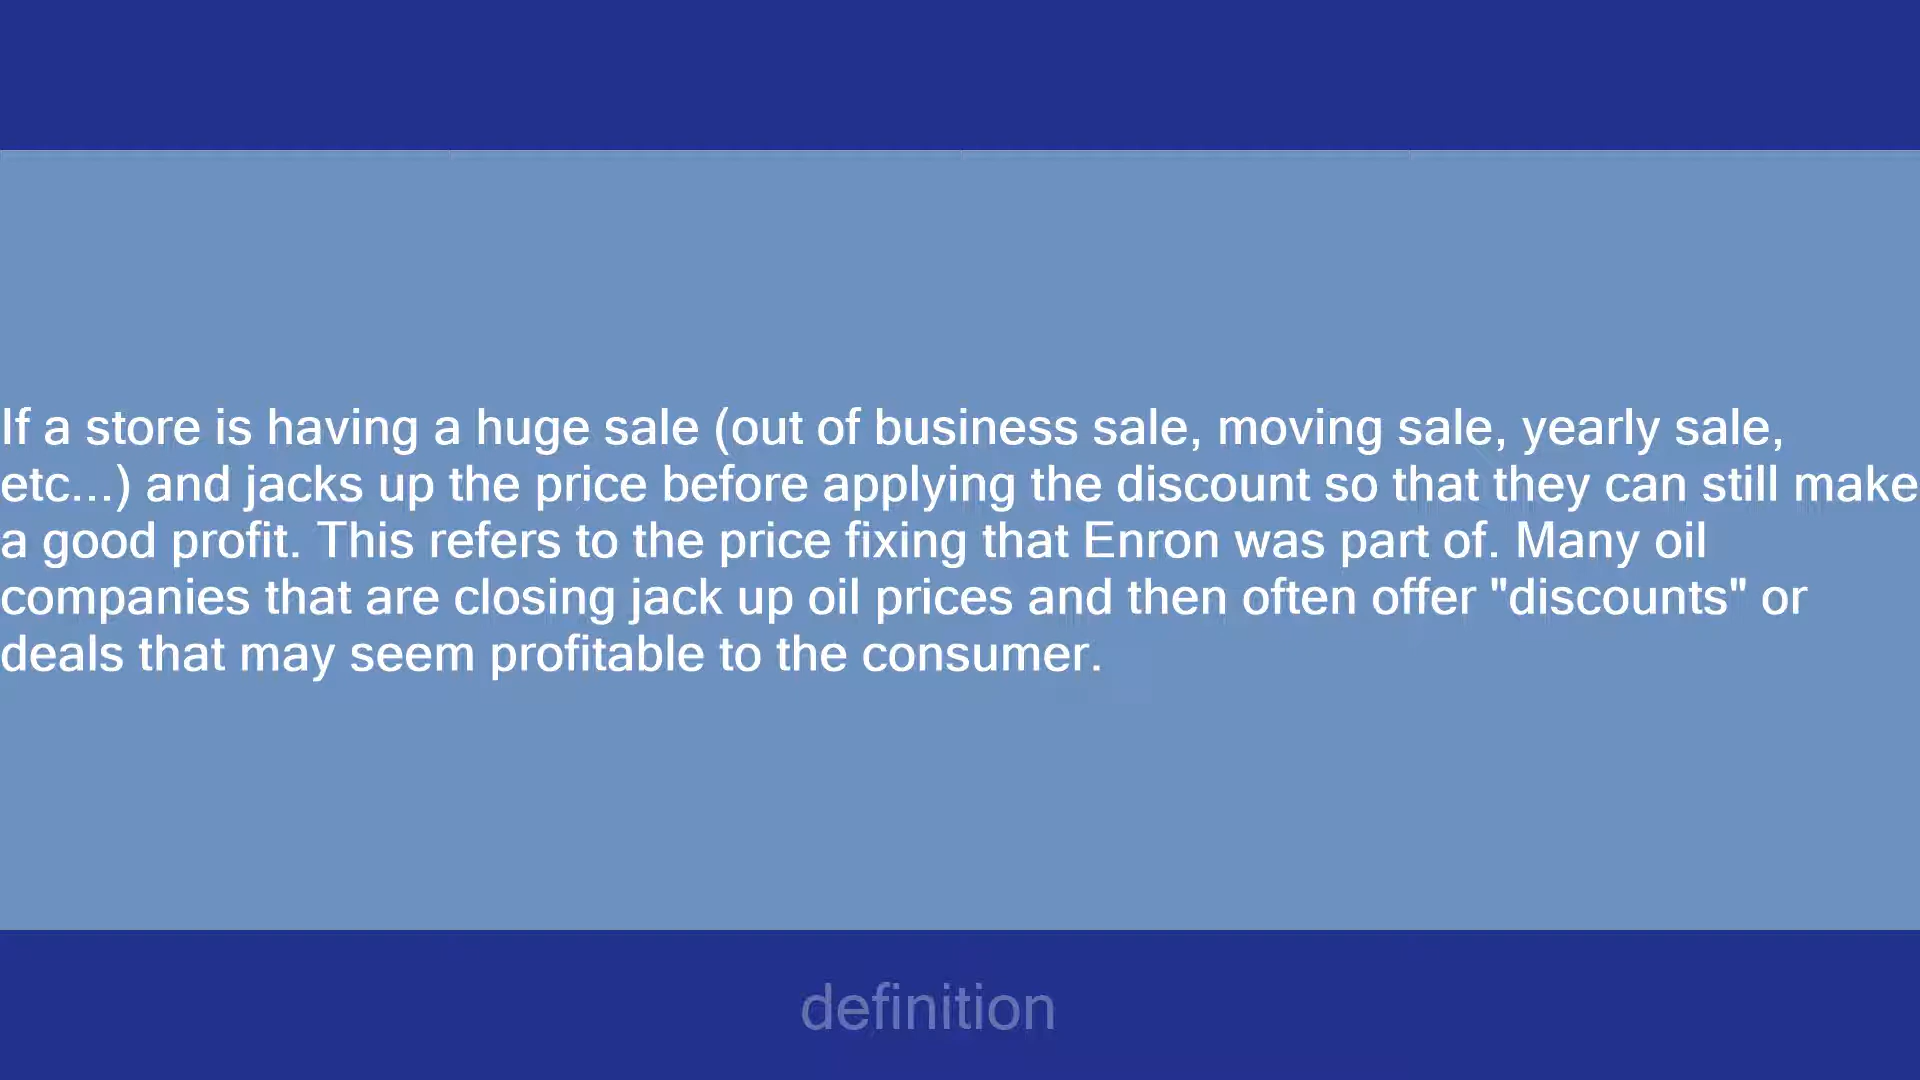 If a store is having a huge sale (out of business sale, moving sale, yearly sale,
etc...) and jacks up the price before applying the discount so that they can still make
a good profit. This refers to the price fixing that Enron was part of. Many oil
companies that are closing jack up oil prices and then often offer "discounts" or
deals that may seem profitable to the consumer.
definition